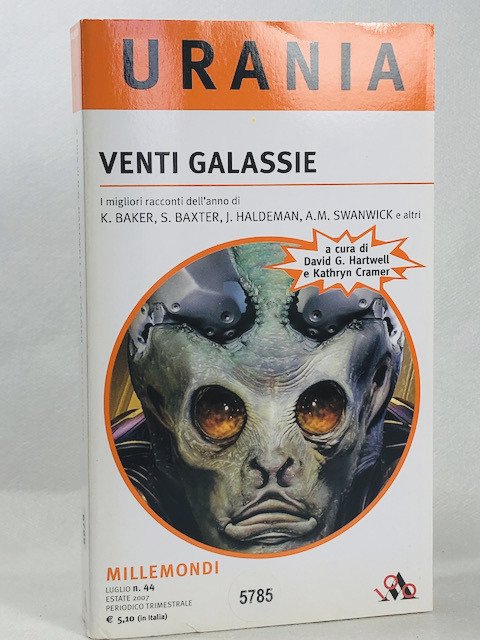 URANIA
VENTI GALASSIE
I migliori racconti dell'anno di
K. BAKER, S. BAXTER, J. HALDEMAN, A.M. SWANWICK e altri
a cura di
David G. Hartwell
e Kathryn Cramer
MILLEMONDI
LUGLIO n. 44
ESTATE 2007
PERIODICO TRIMESTRALE
€ 5,10 (in Italia)
5785